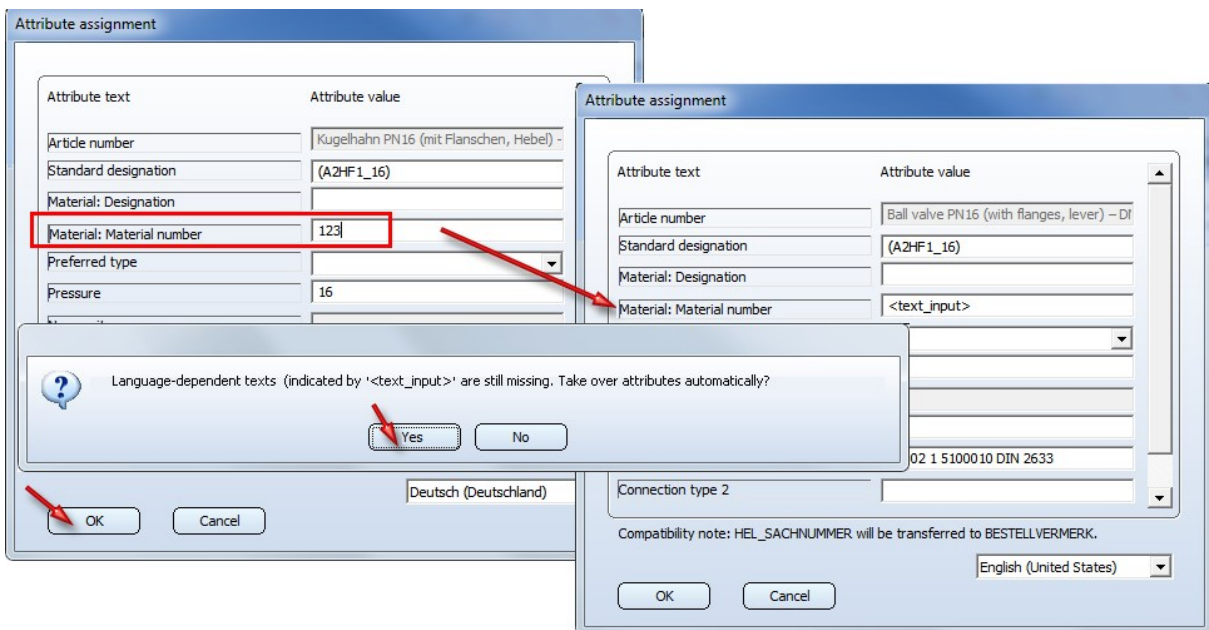 Attribute assignment
Attribute text Attribute value
Article number Kugelhahn PN16 (mit Flanschen, Hebel) -
Standard designation (A2HF1_16)
Material: Designation
Material: Material number 123
Preferred type
Pressure 16
Language-dependent texts (indicated by '<text_input>' are still missing. Take over attributes automatically?
Yes No
Deutsch (Deutschland)
OK Cancel
Attribute assignment
Attribute text Attribute value
Article number Ball valve PN16 (with flanges, lever) –
Standard designation (A2HF1_16)
Material: Designation
Material: Material number <text_input>
02 1 5100010 DIN 2633
Connection type 2
Compatibility note: HEL_SACHNUMMER will be transferred to BESTELLVERMERK.
English (United States)
OK Cancel